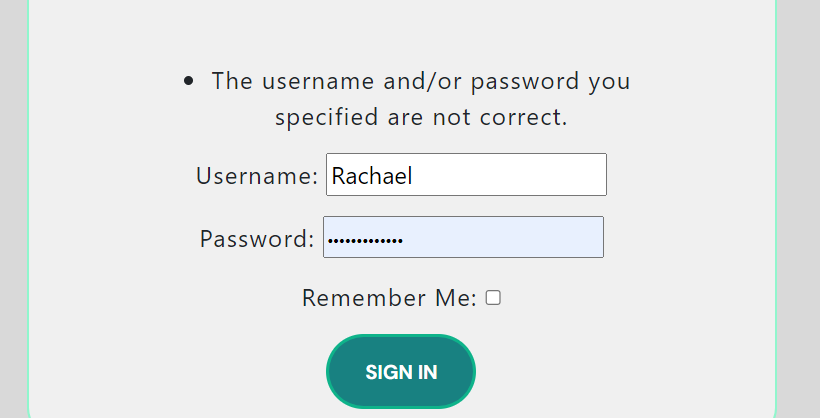 • The username and/or password you
specified are not correct.
Username: Rachael
Password: •••••••••••••
Remember Me:
SIGN IN